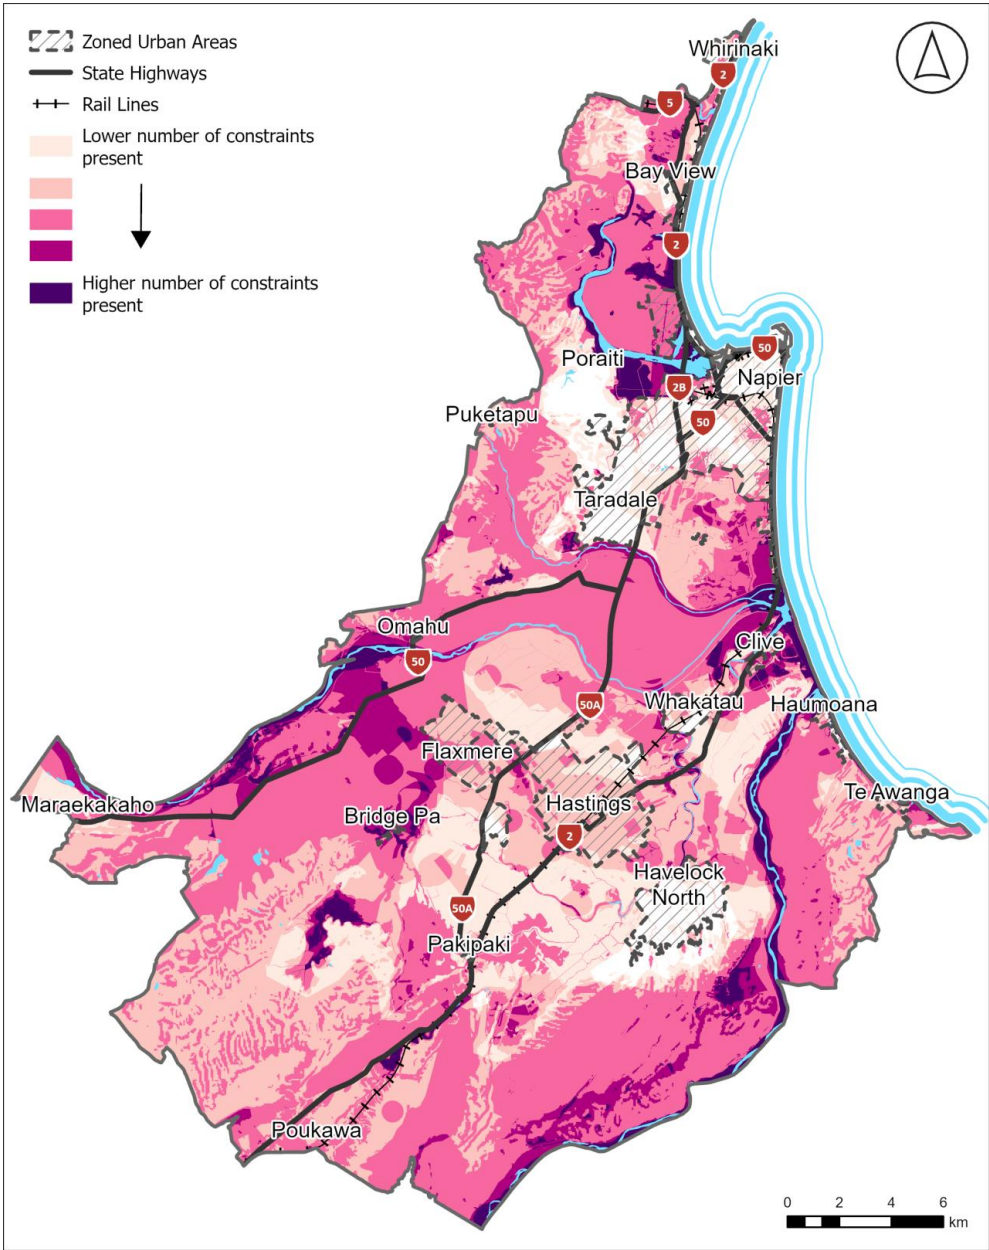 Zoned Urban Areas
State Highways
Rail Lines
Lower number of constraints
present
Higher number of constraints
present
Whirinaki
2
5
Bay View
2
50
Poraiti
Napier
2B
Puketapu
50
Taradale
Omahu
Clive
50
Whakatau
Haumoana
50A
Flaxmere
Te Awanga
Maraekakaho
Hastings
Bridge Pa
2
Havelock
North
50A
Pakipaki
Poukawa
0 2 4 6
km